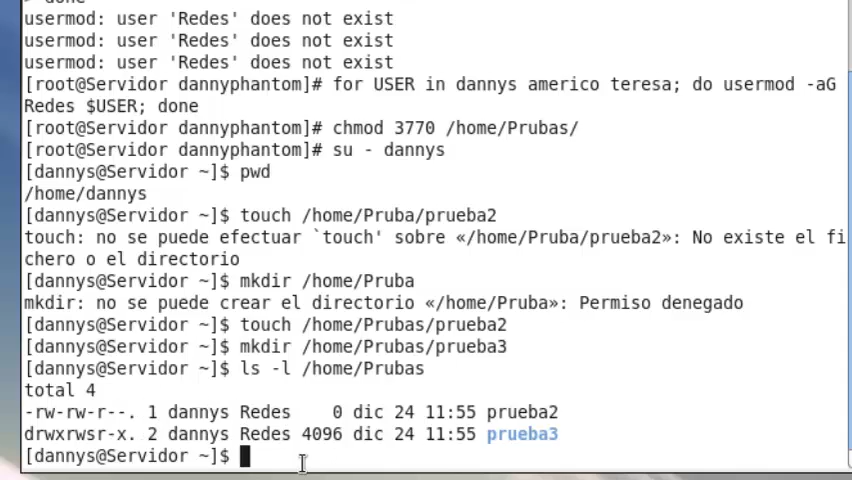 > done
usermod: user 'Redes' does not exist
usermod: user 'Redes' does not exist
usermod: user 'Redes' does not exist
[root@Servidor dannyphantom]# for USER in dannys americo teresa; do usermod -aG
Redes $USER; done
[root@Servidor dannyphantom]# chmod 3770 /home/Prubas/
[root@Servidor dannyphantom]# su - dannys
[dannys@Servidor ~]$ pwd
/home/dannys
[dannys@Servidor ~]$ touch /home/Pruba/prueba2
touch: no se puede efectuar `touch' sobre «/home/Pruba/prueba2»: No existe el fi
chero o el directorio
[dannys@Servidor ~]$ mkdir /home/Pruba
mkdir: no se puede crear el directorio «/home/Pruba»: Permiso denegado
[dannys@Servidor ~]$ touch /home/Prubas/prueba2
[dannys@Servidor ~]$ mkdir /home/Prubas/prueba3
[dannys@Servidor ~]$ ls -l /home/Prubas
total 4
-rw-rw-r--. 1 dannys Redes    0 dic 24 11:55 prueba2
drwxrwsr-x. 2 dannys Redes 4096 dic 24 11:55 prueba3
[dannys@Servidor ~]$